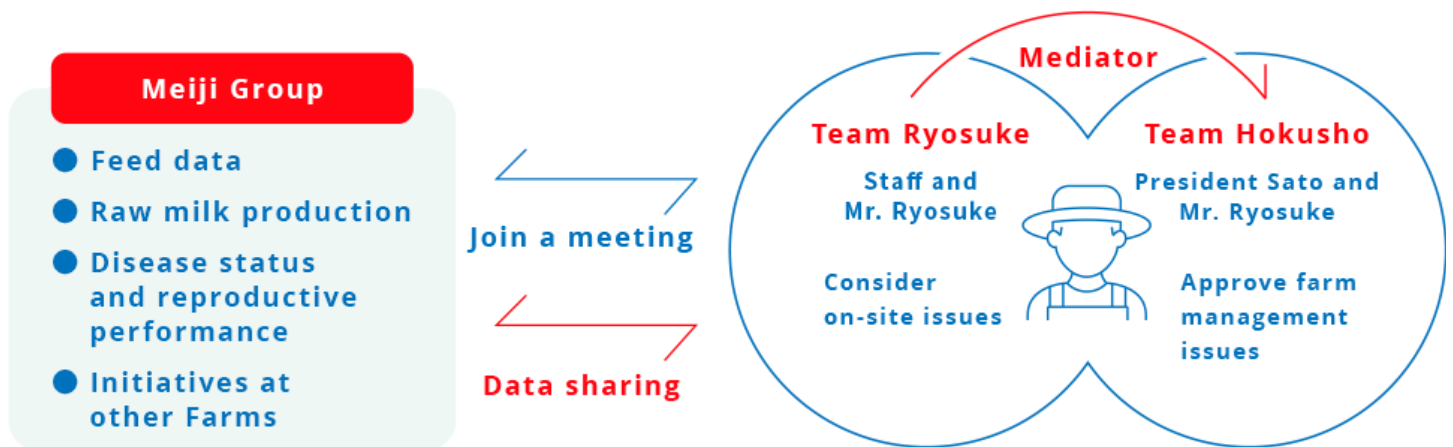 Meiji Group
Feed data
Raw milk production
Disease status
and reproductive
performance
Initiatives at
other Farms
Join a meeting
Data sharing
Mediator
Team Ryosuke
Staff and
Mr. Ryosuke
Consider
on-site issues
Team Hokusho
President Sato and
Mr. Ryosuke
Approve farm
management
issues